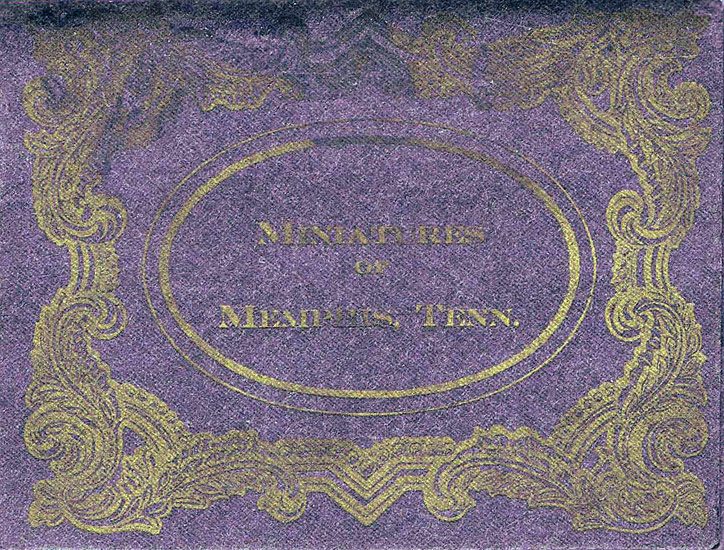 MINIATURES
OF
MEMPHIS, TENN.